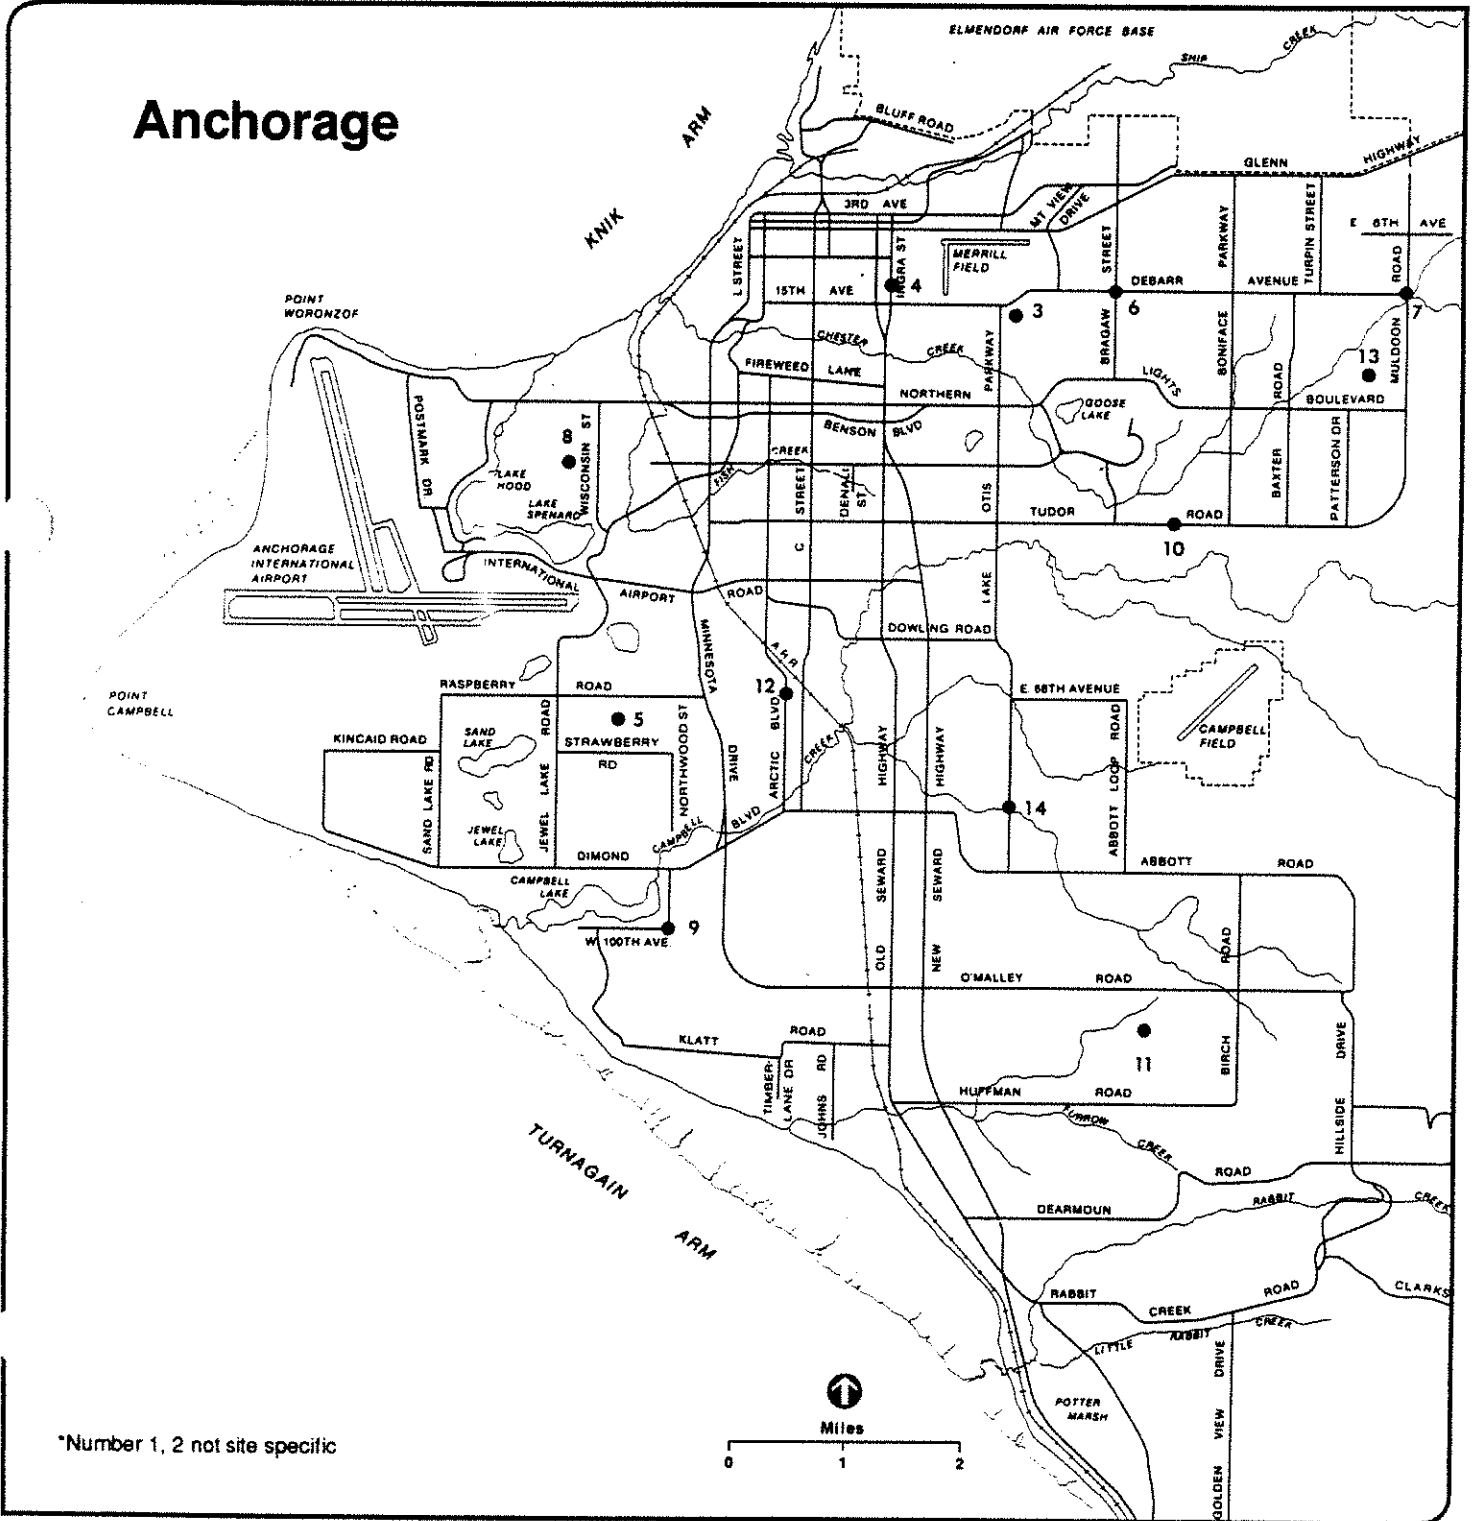 Anchorage
ELMENDORF AIR FORCE BASE
SHIP CREEK
BLUFF ROAD
KNIK ARM
GLENN HIGHWAY
3RD AVE
MT VIEW DRIVE
E 6TH AVE
L STREET
INGRA ST
MERRILL FIELD
STREET
PARKWAY
TURPIN STREET
ROAD
DEBARR AVENUE
15TH AVE
4
3
6
7
POINT WORONZOF
CHESTER CREEK
PARKWAY
BRAGAW
BONIFACE
MULDON
13
FIREWEED LANE
LIGHTS
NORTHERN
BOULEVARD
ROAD
GOOSE LAKE
BENSON BLVD
POSTMARK DR
8
WISCONSIN ST
LAKE HOOD
LAKE SPENARD
FISH CREEK
STREET
C
DENALI ST
OTIS
TUDOR ROAD
BAXTER
PATTERSON DR
10
ANCHORAGE
INTERNATIONAL
AIRPORT
INTERNATIONAL AIRPORT ROAD
LAKE
DOWLING ROAD
MINNESOTA
ARR
POINT CAMPBELL
RASPBERRY ROAD
12
E. 68TH AVENUE
5
SAND LAKE
KINCAID ROAD
STRAWBERRY RD
ROAD
NORTHWOOD ST
DRIVE
ARCTIC BLVD
CREEK
HIGHWAY
HIGHWAY
CAMPBELL FIELD
SAND LAKE RD
JEWEL LAKE
JEWEL LAKE
CAMPBELL
BLVD
14
ABBOTT LOOP ROAD
DIMOND
ABBOTT ROAD
CAMPBELL LAKE
OLD SEWARD
NEW SEWARD
9
W. 100TH AVE.
ROAD
O'MALLEY ROAD
KLATT ROAD
11
BIRCH
HILLSIDE DRIVE
TIMBER-
LANE DR
JOHNS RD
HUFFMAN ROAD
FURROW CREEK
TURNAGAIN ARM
ROAD
DEARMOUN
RABBIT CREEK
RABBIT CREEK ROAD
CLARKS
LITTLE RABBIT CREEK
GOLDEN VIEW DRIVE
POTTER MARSH
Miles
0 1 2
*Number 1, 2 not site specific